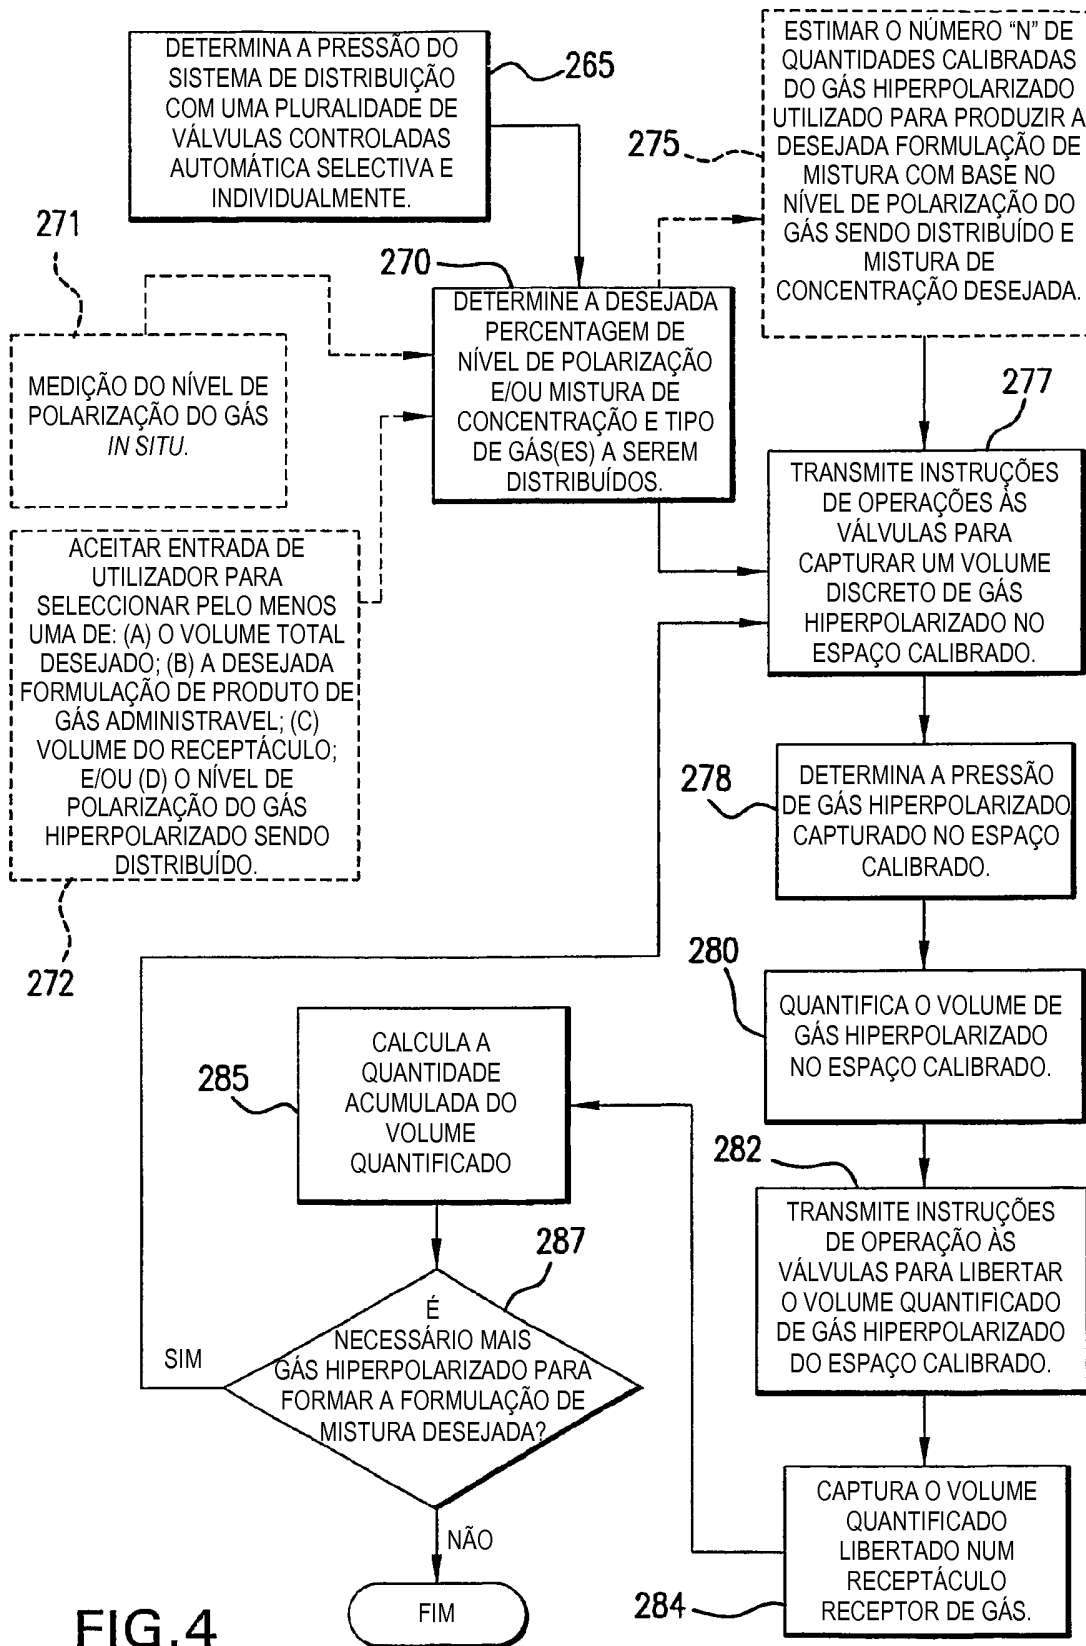 DETERMINA A PRESSÃO DO
SISTEMA DE DISTRIBUIÇÃO
COM UMA PLURALIDADE DE
VÁLVULAS CONTROLADAS
AUTOMÁTICA SELECTIVA E
INDIVIDUALMENTE.
265
ESTIMAR O NÚMERO “N” DE
QUANTIDADES CALIBRADAS
DO GÁS HIPERPOLARIZADO
UTILIZADO PARA PRODUZIR A
DESEJADA FORMULAÇÃO DE
MISTURA COM BASE NO
NÍVEL DE POLARIZAÇÃO DO
GÁS SENDO DISTRIBUÍDO E
MISTURA DE
CONCENTRAÇÃO DESEJADA.
275
271
MEDIÇÃO DO NÍVEL DE
POLARIZAÇÃO DO GÁS
IN SITU.
270
DETERMINE A DESEJADA
PERCENTAGEM DE
NÍVEL DE POLARIZAÇÃO
E/OU MISTURA DE
CONCENTRAÇÃO E TIPO
DE GÁS(ES) A SEREM
DISTRIBUÍDOS.
277
TRANSMITE INSTRUÇÕES
DE OPERAÇÕES ÀS
VÁLVULAS PARA
CAPTURAR UM VOLUME
DISCRETO DE GÁS
HIPERPOLARIZADO NO
ESPAÇO CALIBRADO.
ACEITAR ENTRADA DE
UTILIZADOR PARA
SELECCIONAR PELO MENOS
UMA DE: (A) O VOLUME TOTAL
DESEJADO; (B) A DESEJADA
FORMULAÇÃO DE PRODUTO DE
GÁS ADMINISTRAVEL; (C)
VOLUME DO RECEPTÁCULO;
E/OU (D) O NÍVEL DE
POLARIZAÇÃO DO GÁS
HIPERPOLARIZADO SENDO
DISTRIBUÍDO.
272
278
DETERMINA A PRESSÃO
DE GÁS HIPERPOLARIZADO
CAPTURADO NO ESPAÇO
CALIBRADO.
280
QUANTIFICA O VOLUME DE
GÁS HIPERPOLARIZADO
NO ESPAÇO CALIBRADO.
285
CALCULA A
QUANTIDADE
ACUMULADA DO
VOLUME
QUANTIFICADO
282
TRANSMITE INSTRUÇÕES
DE OPERAÇÃO ÀS
VÁLVULAS PARA LIBERTAR
O VOLUME QUANTIFICADO
DE GÁS HIPERPOLARIZADO
DO ESPAÇO CALIBRADO.
287
É
NECESSÁRIO MAIS
GÁS HIPERPOLARIZADO PARA
FORMAR A FORMULAÇÃO DE
MISTURA DESEJADA?
SIM
NÃO
FIM
CAPTURA O VOLUME
QUANTIFICADO
LIBERTADO NUM
RECEPTÁCULO
RECEPTOR DE GÁS.
284
FIG.4